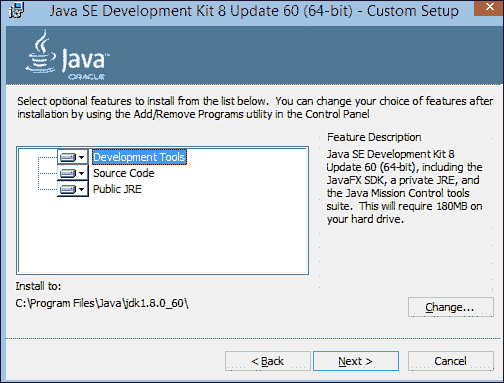 Java SE Development Kit 8 Update 60 (64-bit) - Custom Setup
Java
ORACLE
Select optional features to install from the list below. You can change your choice of features after
installation by using the Add/Remove Programs utility in the Control Panel
Development Tools
Source Code
Public JRE
Feature Description
Java SE Development Kit 8
Update 60 (64-bit), including the
JavaFX SDK, a private JRE, and
the Java Mission Control tools
suite. This will require 180MB on
your hard drive.
Install to:
C:\Program Files\Java\jdk1.8.0_60\
Change...
< Back
Next >
Cancel